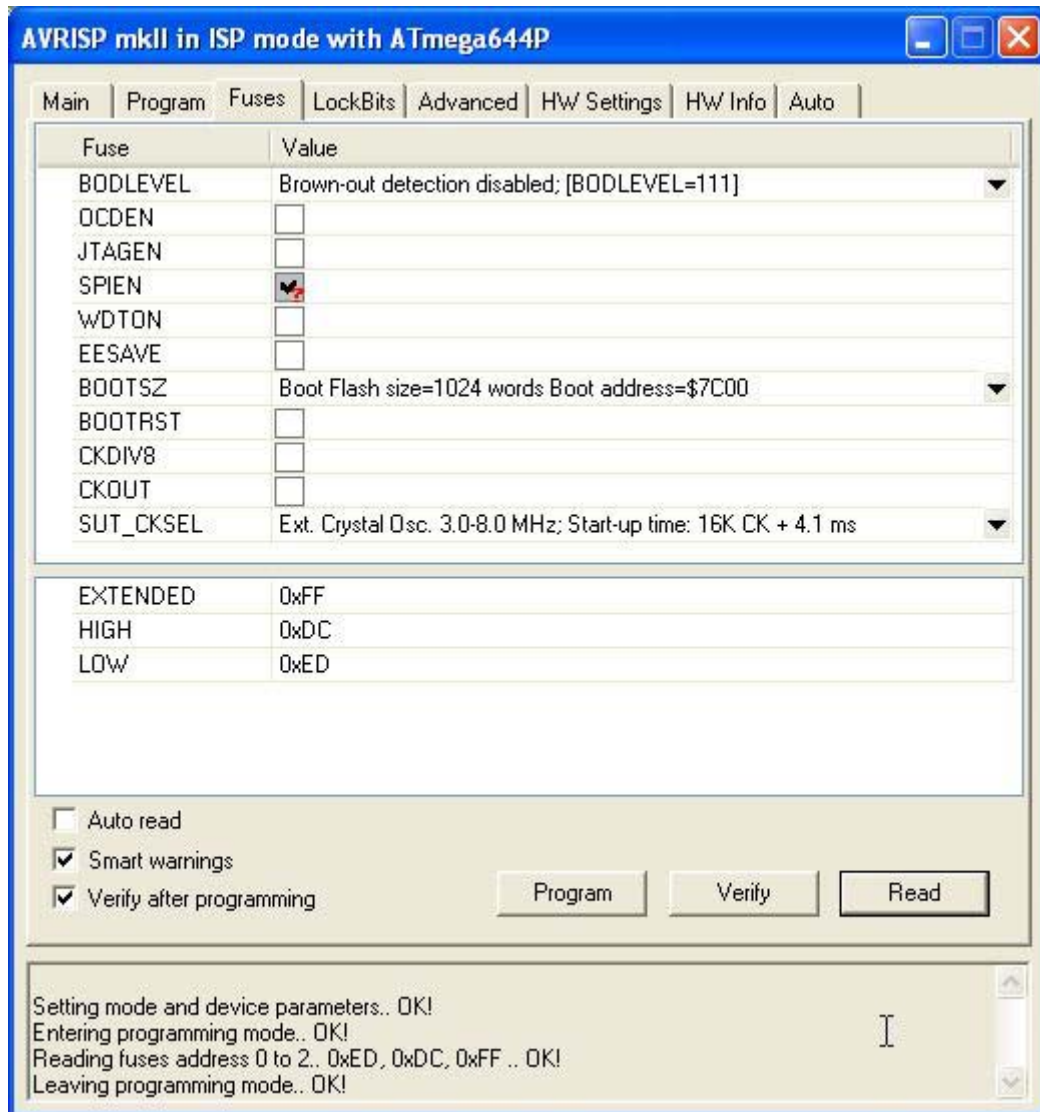 AVRISP mkII in ISP mode with ATmega644P
Main Program Fuses LockBits Advanced HW Settings HW Info Auto
Fuse Value
BODLEVEL Brown-out detection disabled; [BODLEVEL=111]
OCDEN
JTAGEN
SPIEN
WDTON
EESAVE
BOOTSZ Boot Flash size=1024 words Boot address=$7C00
BOOTRST
CKDIV8
CKOUT
SUT_CKSEL Ext. Crystal Osc. 3.0-8.0 MHz; Start-up time: 16K CK + 4.1 ms
EXTENDED 0xFF
HIGH 0xDC
LOW 0xED
Auto read
Smart warnings
Verify after programming Program Verify Read
Setting mode and device parameters.. OK!
Entering programming mode.. OK!
Reading fuses address 0 to 2.. 0xED, 0xDC, 0xFF .. OK!
Leaving programming mode.. OK!